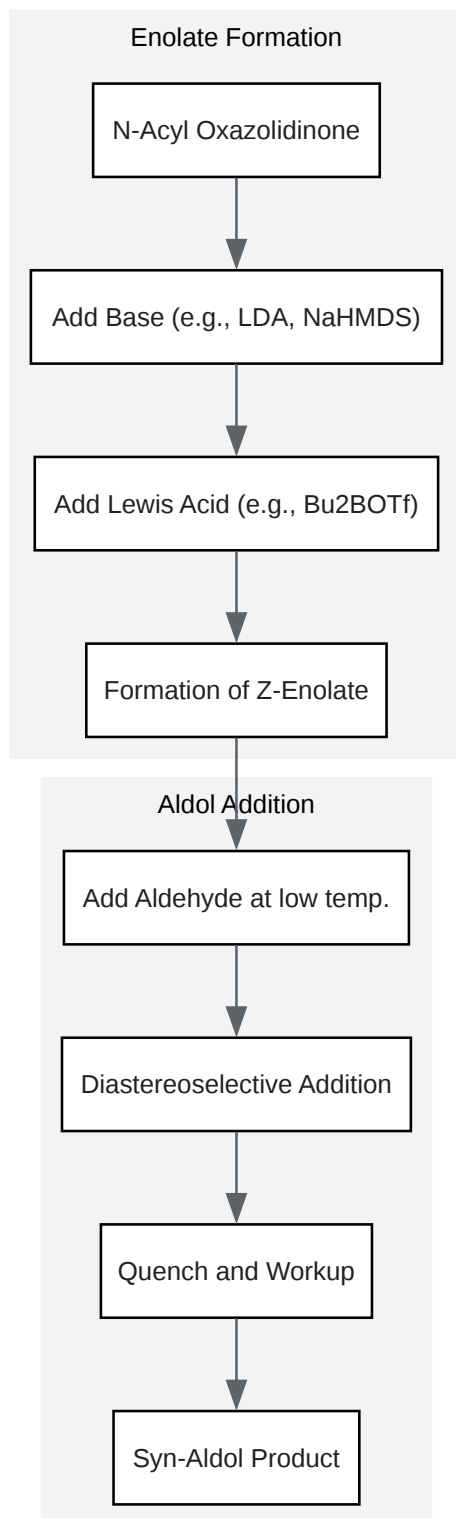 Enolate Formation
N-Acyl Oxazolidinone
Add Base (e.g., LDA, NaHMDS)
Add Lewis Acid (e.g., Bu2BOTf)
Formation of Z-Enolate
Aldol Addition
Add Aldehyde at low temp.
Diastereoselective Addition
Quench and Workup
Syn-Aldol Product